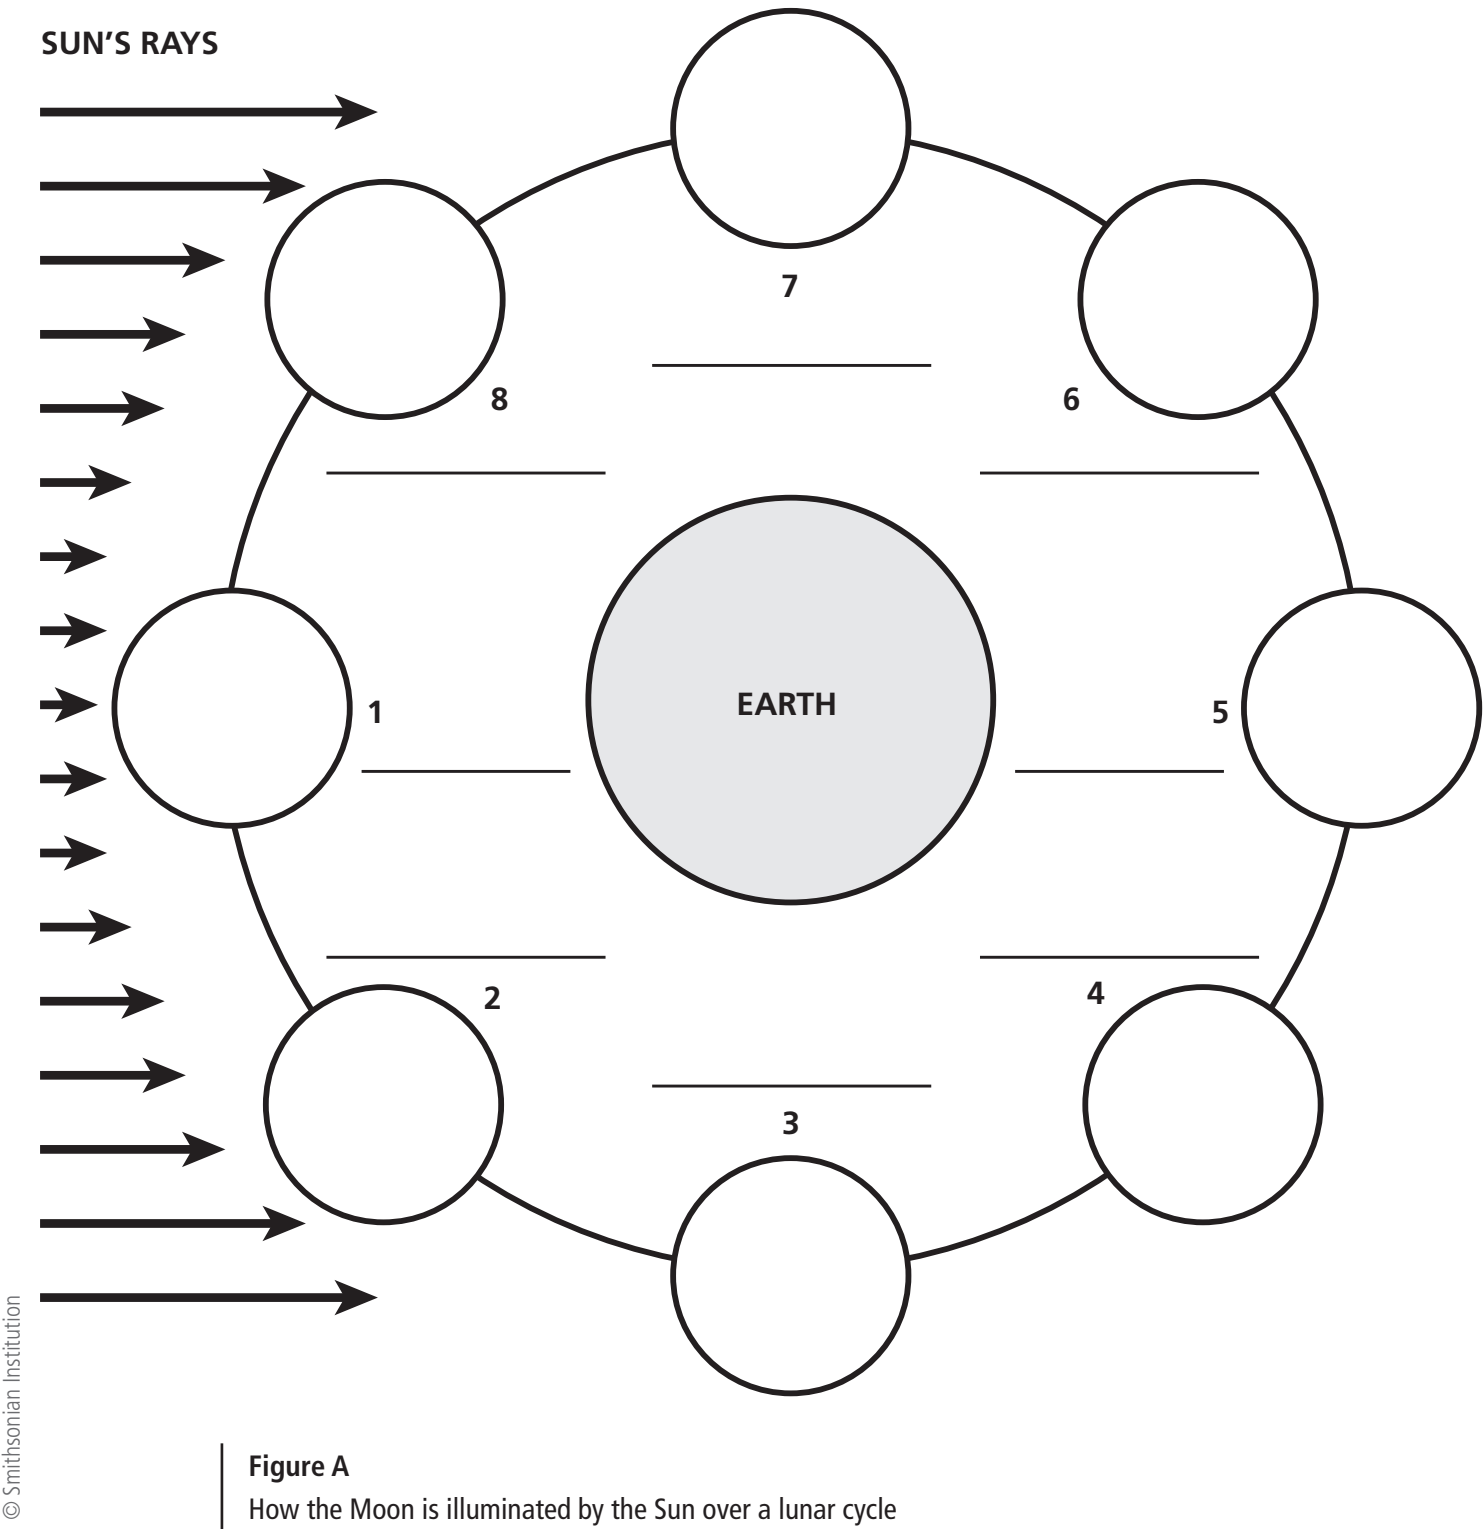 SUN’S RAYS
7
8
6
EARTH
1
5
2
4
3
© Smithsonian Institution
Figure A
How the Moon is illuminated by the Sun over a lunar cycle